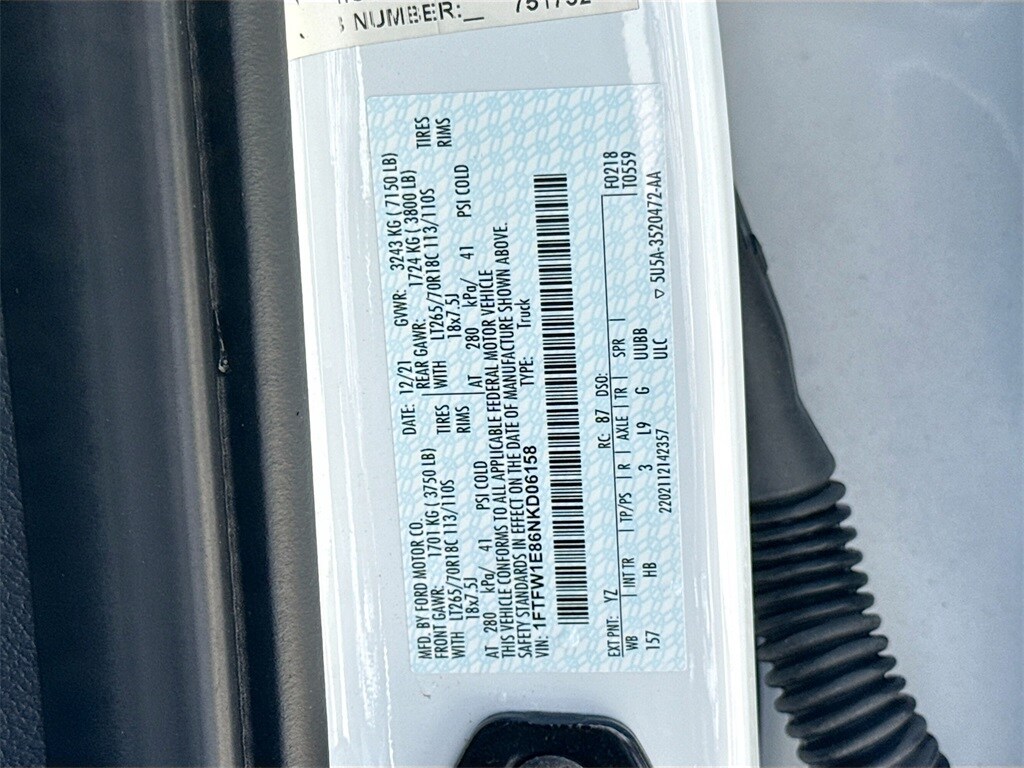 NUMBER:_ 751752
MFD. BY FORD MOTOR CO.
DATE: 12/21 GVWR: 3243 KG ( 7150 LB)
FRONT GAWR: 1701 KG ( 3750 LB) REAR GAWR: 1724 KG ( 3800 LB)
WITH LT265/70R18C 113/110S TIRES WITH LT265/70R18C 113/110S TIRES
18x7.5J RIMS 18x7.5J RIMS
AT 280 kPa/ 41 PSI COLD AT 280 kPa/ 41 PSI COLD
THIS VEHICLE CONFORMS TO ALL APPLICABLE FEDERAL MOTOR VEHICLE
SAFETY STANDARDS IN EFFECT ON THE DATE OF MANUFACTURE SHOWN ABOVE.
VIN: 1FTFW1E86NKD06158 TYPE: Truck
EXT PNT: YZ RC: 87 DSO: F0218
WB INT TR TP/PS R AXLE TR SPR T0559
157 HB 3 L9 G UUBB
22021112142357 ULC ▽ 5U5A-3520472-AA